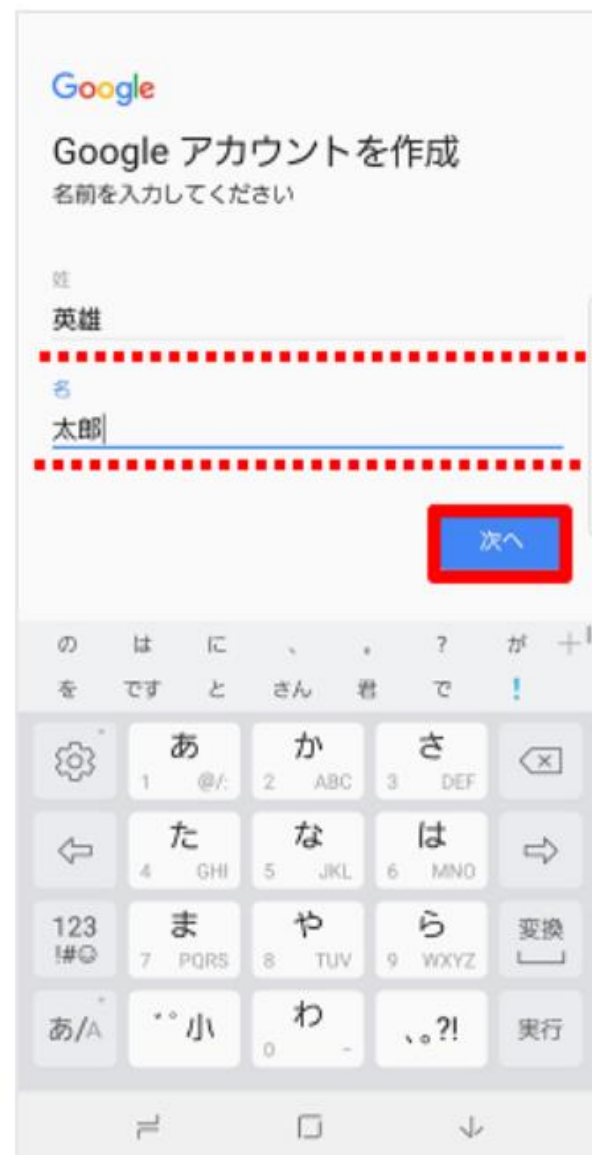 Google
Google アカウントを作成
名前を入力してください
姓
英雄
名
太郎
次へ
の は に 、 。 ? が +
を です と さん 君 で !
あ か さ
1 @/: 2 ABC 3 DEF
た な は
4 GHI 5 JKL 6 MNO
123 ま や ら 変換
!#☺ 7 PQRS 8 TUV 9 WXYZ
あ/A ゛゜小 わ 、。?! 実行
0 -